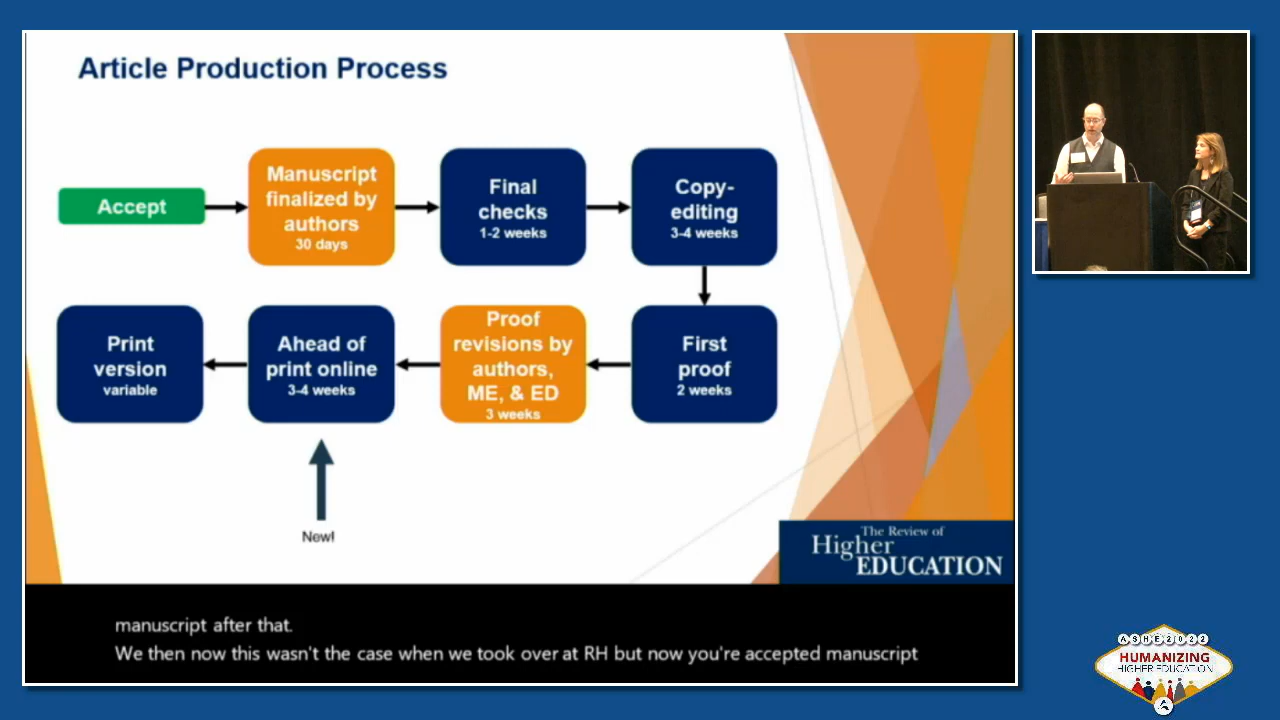 Article Production Process
Accept
Manuscript
finalized by
authors
30 days
Final
checks
1-2 weeks
Copy-
editing
3-4 weeks
Print
version
variable
Ahead of
print online
3-4 weeks
Proof
revisions by
authors,
ME, & ED
3 weeks
First
proof
2 weeks
New!
The Review of
Higher
EDUCATION
manuscript after that.
We then now this wasn't the case when we took over at RH but now you're accepted manuscript
ASHE2022
HUMANIZING
HIGHER EDUCATION
A